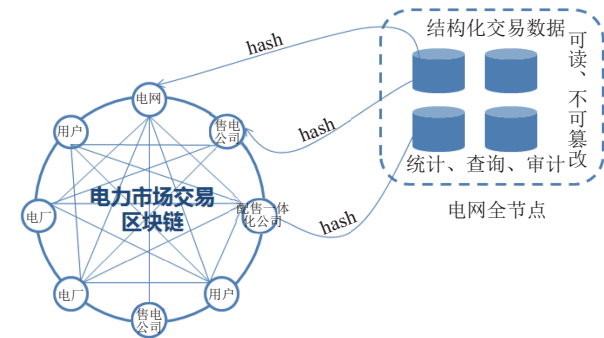 结构化交易数据
可读、不可篡改
统计、查询、审计
电网全节点
hash
hash
hash
电网
用户
售电
公司
电力市场交易
区块链
电厂
配售一体
化公司
电厂
用户
售电
公司